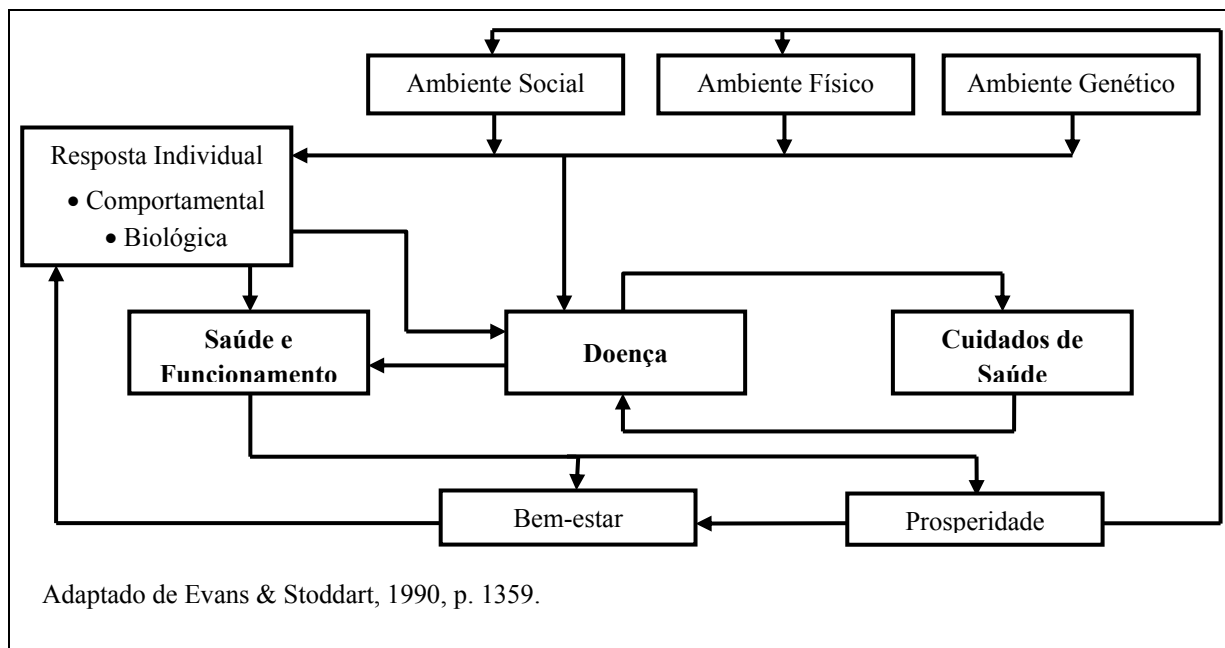 Ambiente Social
Ambiente Físico
Ambiente Genético
Resposta Individual
• Comportamental
• Biológica
Saúde e
Funcionamento
Doença
Cuidados de
Saúde
Bem-estar
Prosperidade
Adaptado de Evans & Stoddart, 1990, p. 1359.